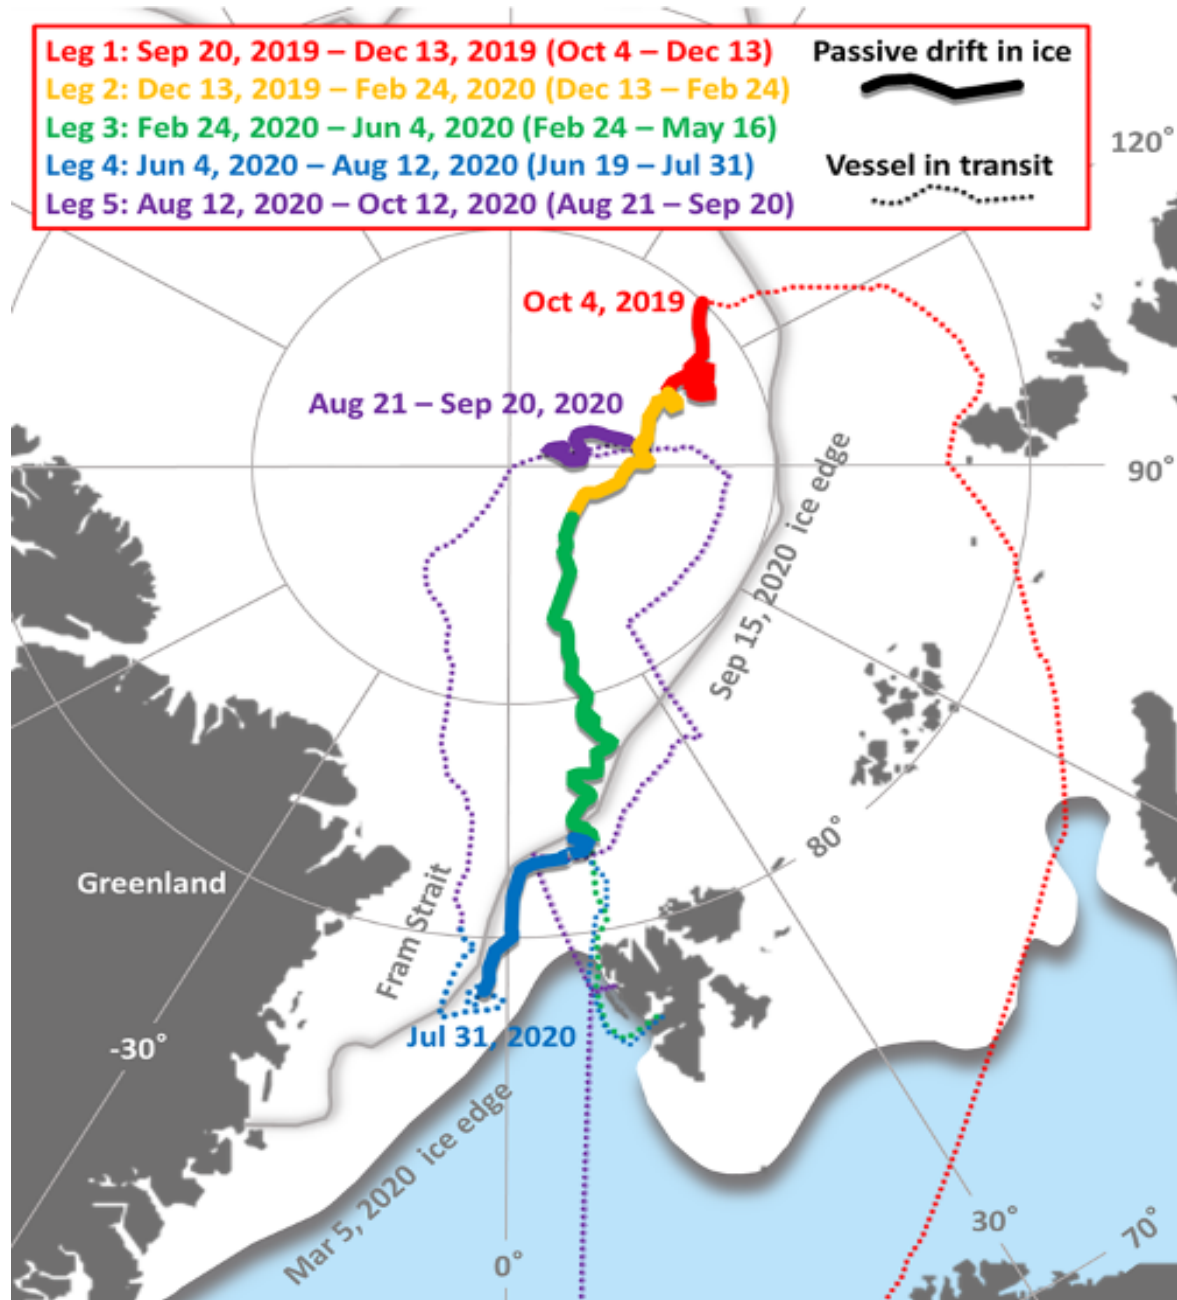 Leg 1: Sep 20, 2019 – Dec 13, 2019 (Oct 4 – Dec 13)
Leg 2: Dec 13, 2019 – Feb 24, 2020 (Dec 13 – Feb 24)
Leg 3: Feb 24, 2020 – Jun 4, 2020 (Feb 24 – May 16)
Leg 4: Jun 4, 2020 – Aug 12, 2020 (Jun 19 – Jul 31)
Leg 5: Aug 12, 2020 – Oct 12, 2020 (Aug 21 – Sep 20)
Passive drift in ice
Vessel in transit
120°
Oct 4, 2019
Aug 21 – Sep 20, 2020
90°
Sep 15, 2020 ice edge
80°
Greenland
Fram Strait
Jul 31, 2020
-30°
Mar 5, 2020 ice edge
0°
30°
70°